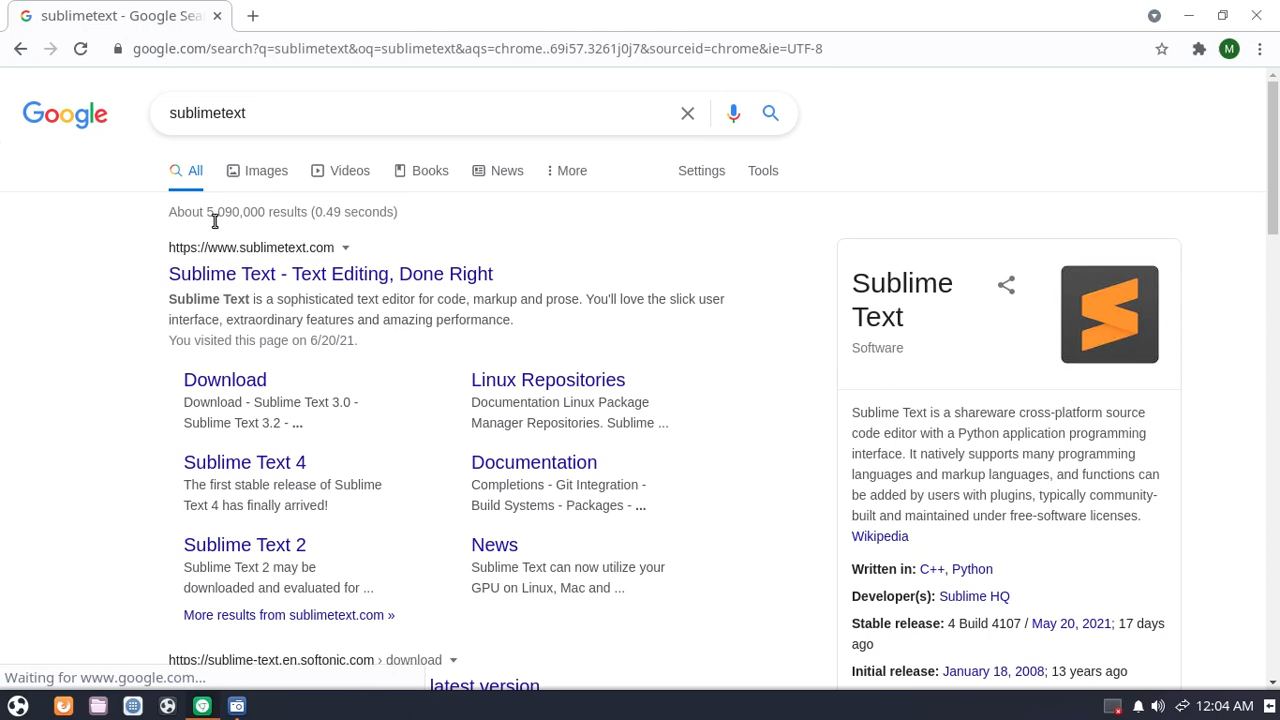 sublimetext - Google Sea
google.com/search?q=sublimetext&oq=sublimetext&aqs=chrome..69i57.3261j0j7&sourceid=chrome&ie=UTF-8
M
Google
sublimetext
All Images Videos Books News More Settings Tools
About 5,090,000 results (0.49 seconds)
https://www.sublimetext.com
Sublime Text - Text Editing, Done Right
Sublime Text is a sophisticated text editor for code, markup and prose. You'll love the slick user
interface, extraordinary features and amazing performance.
You visited this page on 6/20/21.
Download
Download - Sublime Text 3.0 -
Sublime Text 3.2 - ...
Linux Repositories
Documentation Linux Package
Manager Repositories. Sublime ...
Sublime Text 4
The first stable release of Sublime
Text 4 has finally arrived!
Documentation
Completions - Git Integration -
Build Systems - Packages - ...
Sublime Text 2
Sublime Text 2 may be
downloaded and evaluated for ...
News
Sublime Text can now utilize your
GPU on Linux, Mac and ...
More results from sublimetext.com »
https://sublime-text.en.softonic.com › download
latest version
Sublime
Text
Software
Sublime Text is a shareware cross-platform source
code editor with a Python application programming
interface. It natively supports many programming
languages and markup languages, and functions can
be added by users with plugins, typically community-
built and maintained under free-software licenses.
Wikipedia
Written in: C++, Python
Developer(s): Sublime HQ
Stable release: 4 Build 4107 / May 20, 2021; 17 days
ago
Initial release: January 18, 2008; 13 years ago
Waiting for www.google.com...
12:04 AM